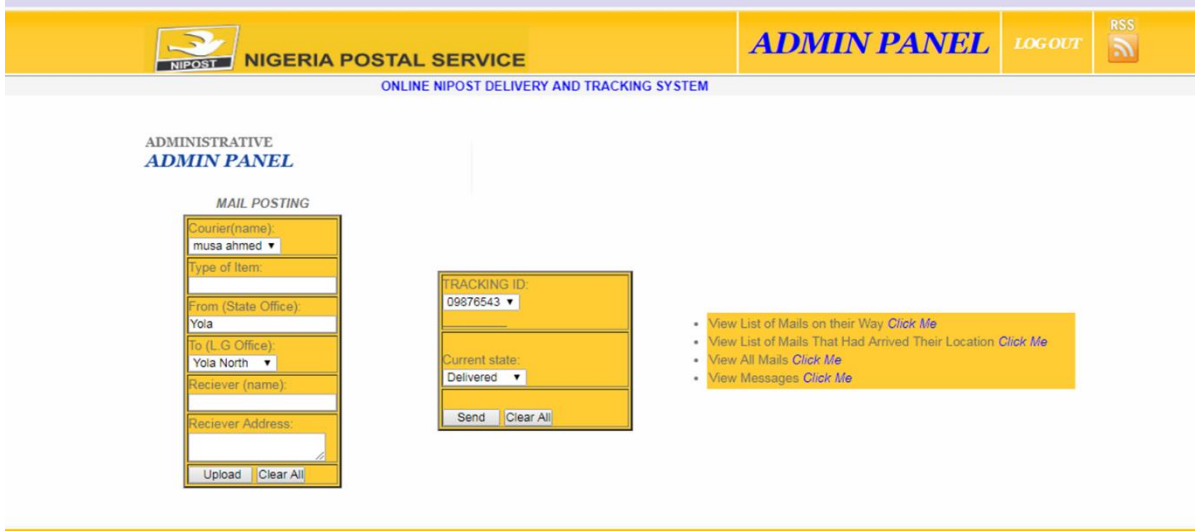 NIPOST
NIGERIA POSTAL SERVICE
ADMIN PANEL
LOG OUT
RSS
ONLINE NIPOST DELIVERY AND TRACKING SYSTEM
ADMINISTRATIVE
ADMIN PANEL
MAIL POSTING
Courier(name):
musa ahmed
Type of Item:
From (State Office):
Yola
To (L.G Office):
Yola North
Reciever (name):
Reciever Address:
Upload Clear All
TRACKING ID:
09876543
Current state:
Delivered
Send Clear All
View List of Mails on their Way Click Me
View List of Mails That Had Arrived Their Location Click Me
View All Mails Click Me
View Messages Click Me